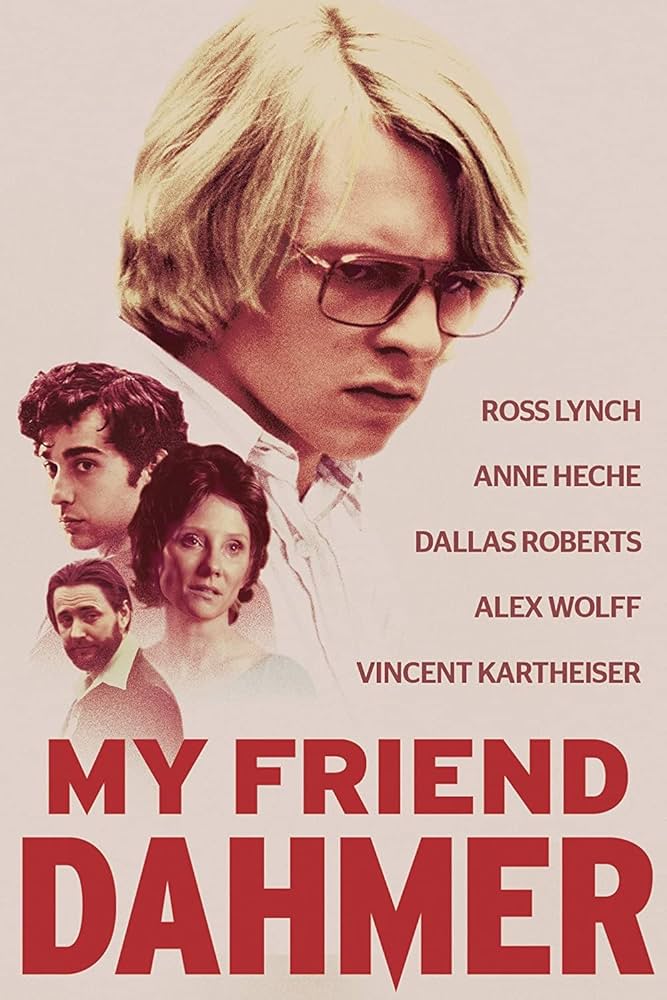 ROSS LYNCH
ANNE HECHE
DALLAS ROBERTS
ALEX WOLFF
VINCENT KARTHEISER
MY FRIEND
DAHMER